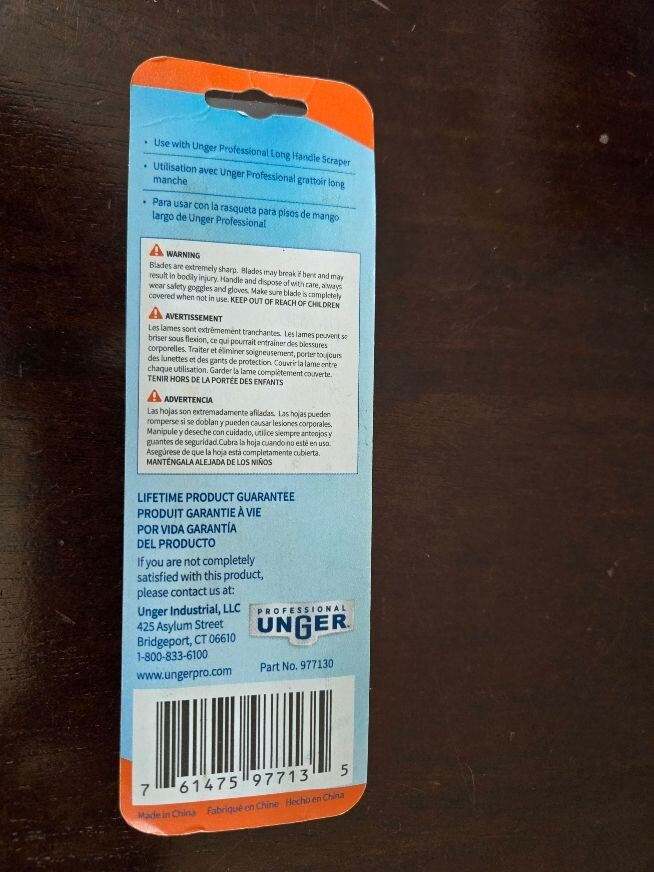 • Use with Unger Professional Long Handle Scraper
• Utilisation avec Unger Professional grattoir long
manche
• Para usar con la rasqueta para pisos de mango
largo de Unger Professional
WARNING
Blades are extremely sharp. Blades may break if bent and may
result in bodily injury. Handle and dispose of with care, always
wear safety goggles and gloves. Make sure blade is completely
covered when not in use. KEEP OUT OF REACH OF CHILDREN
AVERTISSEMENT
Les lames sont extrêmement tranchantes. Les lames peuvent se
briser sous flexion, ce qui pourrait entraîner des blessures
corporelles. Traiter et éliminer soigneusement, porter toujours
des lunettes et des gants de protection. Couvrir la lame entre
chaque utilisation. Garder la lame complètement couverte.
TENIR HORS DE LA PORTÉE DES ENFANTS
ADVERTENCIA
Las hojas son extremadamente afiladas. Las hojas pueden
romperse si se doblan y pueden causar lesiones corporales.
Manipule y deseche con cuidado, utilice siempre anteojos y
guantes de seguridad.Cubra la hoja cuando no esté en uso.
Asegúrese de que la hoja está completamente cubierta.
MANTÉNGALA ALEJADA DE LOS NIÑOS
LIFETIME PRODUCT GUARANTEE
PRODUIT GARANTIE À VIE
POR VIDA GARANTÍA
DEL PRODUCTO
If you are not completely
satisfied with this product,
please contact us at:
Unger Industrial, LLC
425 Asylum Street
Bridgeport, CT 06610
1-800-833-6100
www.ungerpro.com
PROFESSIONAL
UNGER
Part No. 977130
7 61475 97713 5
Made in China Fabriqué en Chine Hecho en China